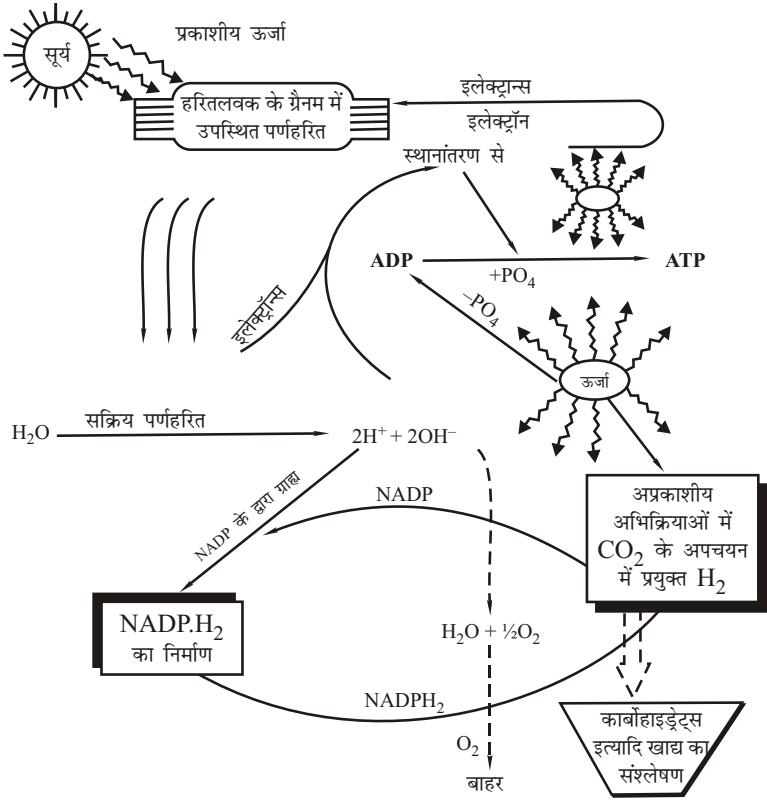 प्रकाशीय ऊर्जा
सूर्य
हरितलवक के ग्रैनम में
उपस्थित पर्णहरित
इलेक्ट्रान्स
इलेक्ट्रॉन
स्थानांतरण से
ADP
+PO₄
ATP
–PO₄
इलेक्ट्रॉन्स
ऊर्जा
H₂O
सक्रिय पर्णहरित
2H⁺ + 2OH⁻
NADP के द्वारा ग्राह्य
NADP
अप्रकाशीय
अभिक्रियाओं में
CO₂ के अपचयन
में प्रयुक्त H₂
NADP.H₂
का निर्माण
H₂O + ½O₂
NADPH₂
O₂
बाहर
कार्बोहाइड्रेट्स
इत्यादि खाद्य का
संश्लेषण